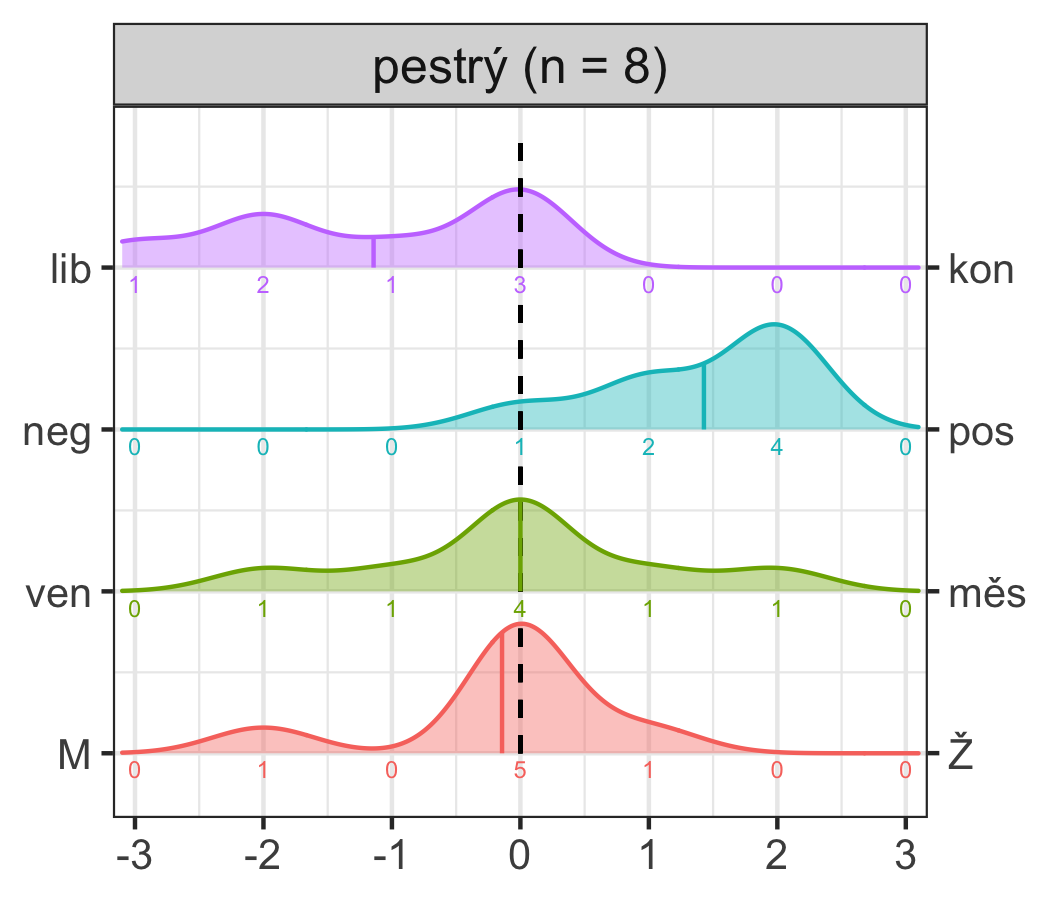 pestrý (n = 8)
lib kon
1 2 1 3 0 0 0
neg pos
0 0 0 1 2 4 0
ven měs
0 1 1 4 1 1 0
M Ž
0 1 0 5 1 0 0
-3 -2 -1 0 1 2 3